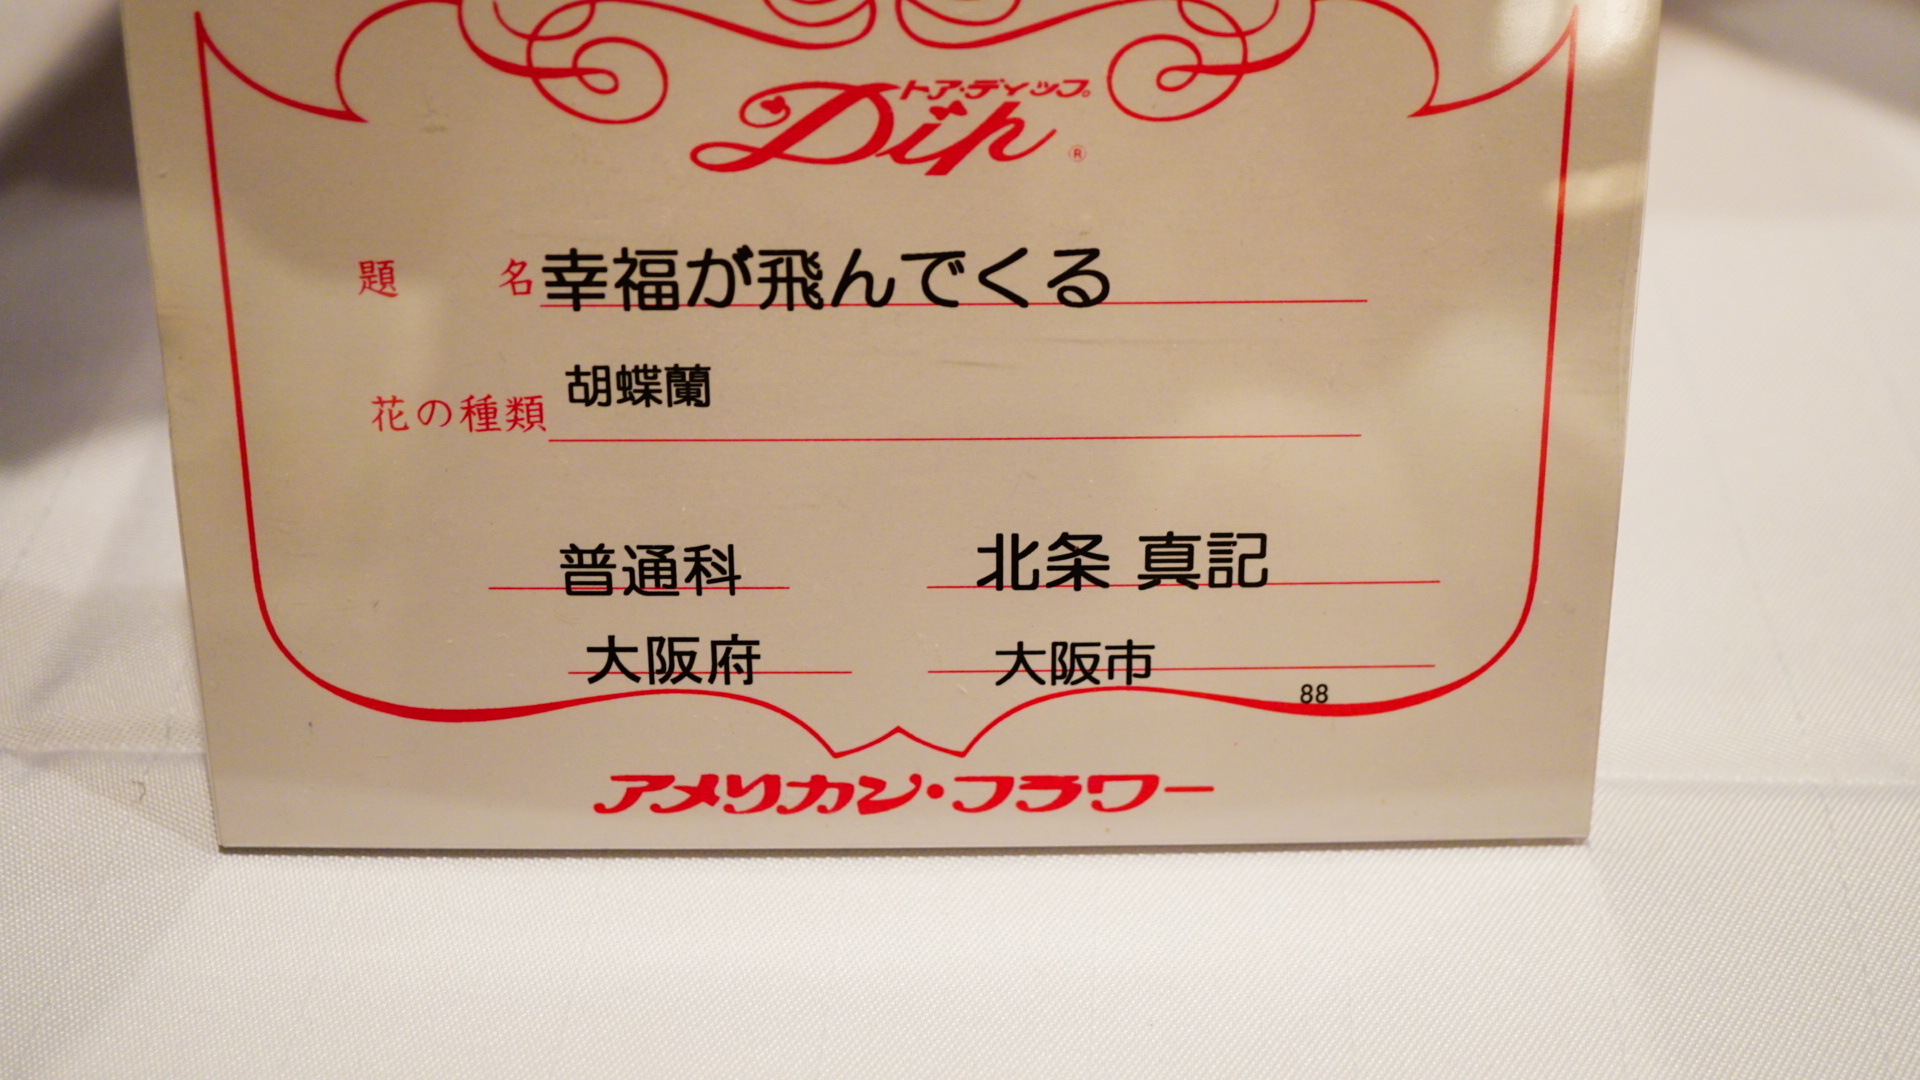 トア・ディップ®
Dip ®
題 名 幸福が飛んでくる
花の種類 胡蝶蘭
普通科 北条 真記
大阪府 大阪市
88
アメリカン・フラワー